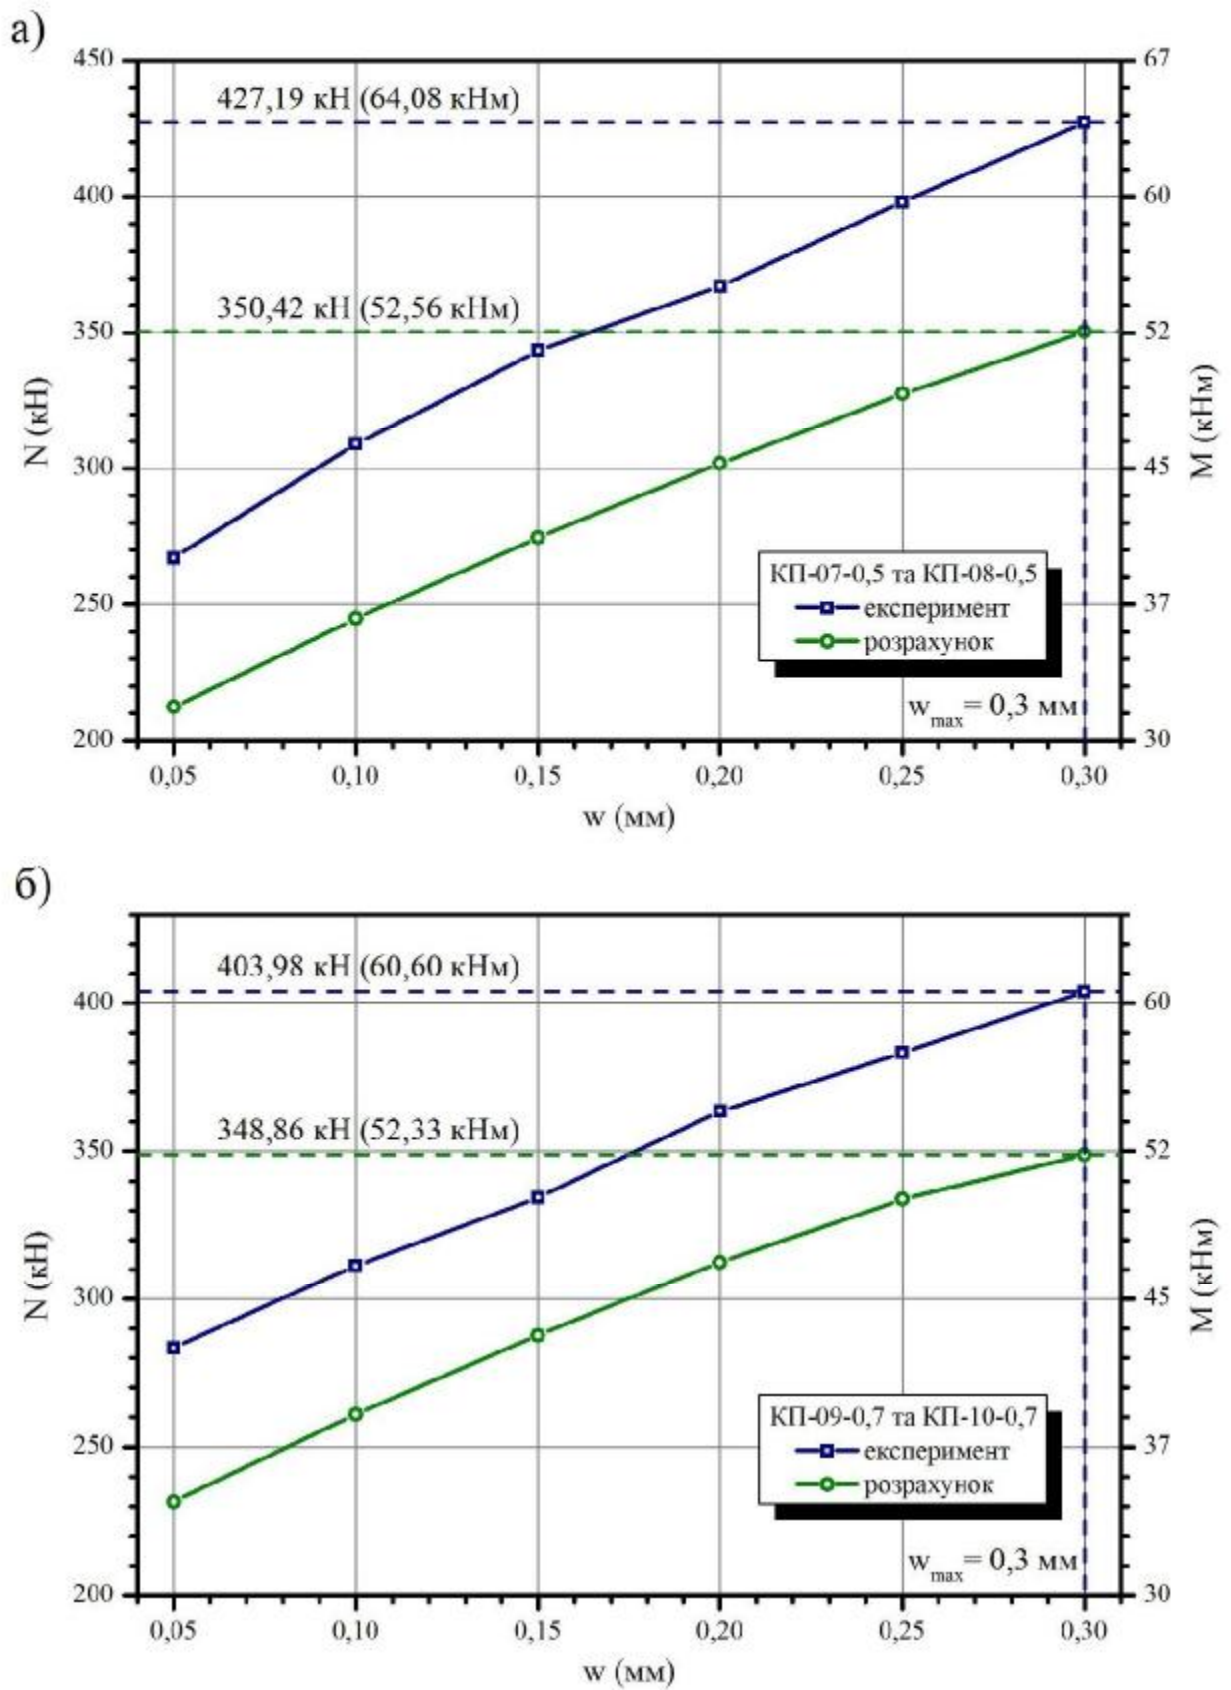 а)
450
67
427,19 кН (64,08 кНм)
400
60
350,42 кН (52,56 кНм)
350
52
N (кН)
M (кНм)
300
45
КП-07-0,5 та КП-08-0,5
експеримент
розрахунок
250
37
wmax= 0,3 мм
200
30
0,05 0,10 0,15 0,20 0,25 0,30
w (мм)
б)
403,98 кН (60,60 кНм)
400
60
348,86 кН (52,33 кНм)
350
52
N (кН)
M (кНм)
300
45
КП-09-0,7 та КП-10-0,7
експеримент
розрахунок
250
37
wmax= 0,3 мм
200
30
0,05 0,10 0,15 0,20 0,25 0,30
w (мм)